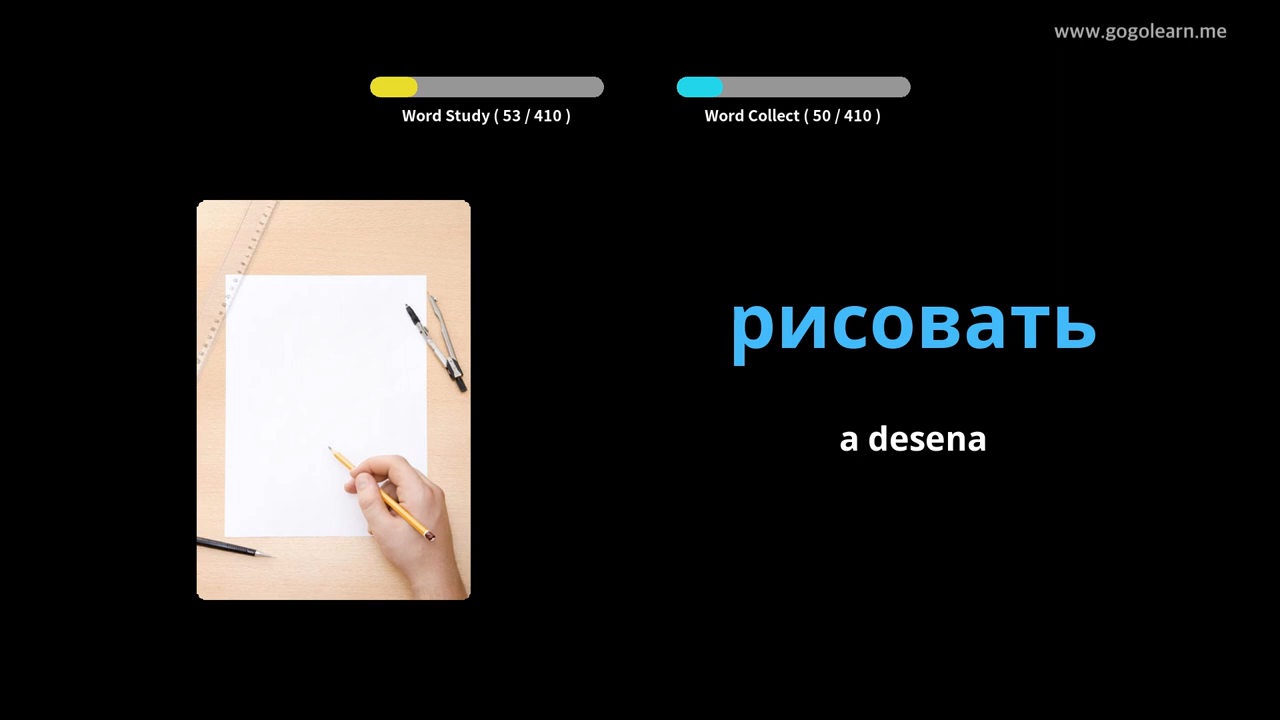 www.gogolearn.me
Word Study ( 53 / 410 )
Word Collect ( 50 / 410 )
рисовать
a desena